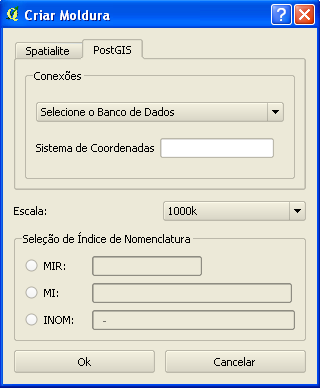 Criar Moldura
Spatialite PostGIS
Conexões
Selecione o Banco de Dados
Sistema de Coordenadas
Escala: 1000k
Seleção de Índice de Nomenclatura
MIR:
MI:
INOM: -
Ok Cancelar